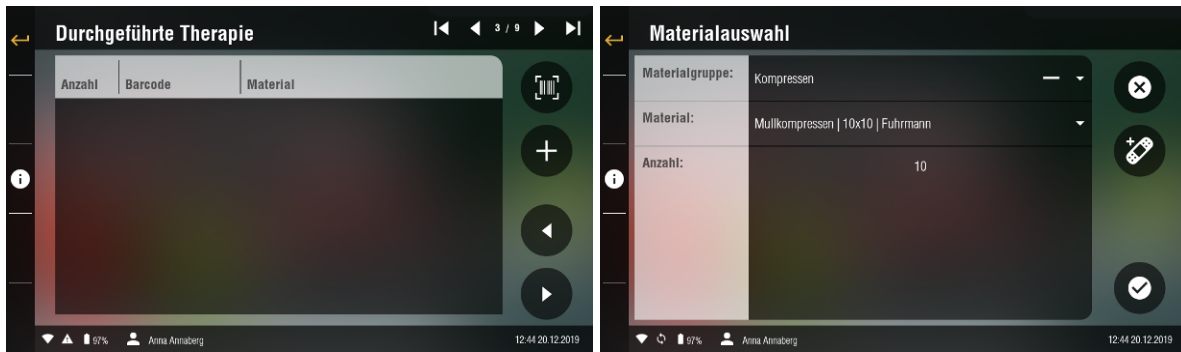 Durchgeführte Therapie
3 / 9
Anzahl Barcode Material
97% Anna Annaberg 12:44 20.12.2019
Materialauswahl
Materialgruppe: Kompressen
Material: Mullkompressen | 10x10 | Fuhrmann
Anzahl: 10
97% Anna Annaberg 12:44 20.12.2019